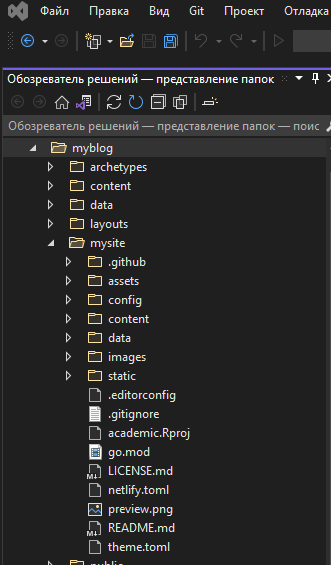 Файл Правка Вид Git Проект Отладка
Обозреватель решений — представление папок
Обозреватель решений — представление папок — поис
myblog
archetypes
content
data
layouts
mysite
.github
assets
config
content
data
images
static
.editorconfig
.gitignore
academic.Rproj
go.mod
LICENSE.md
netlify.toml
preview.png
README.md
theme.toml
public